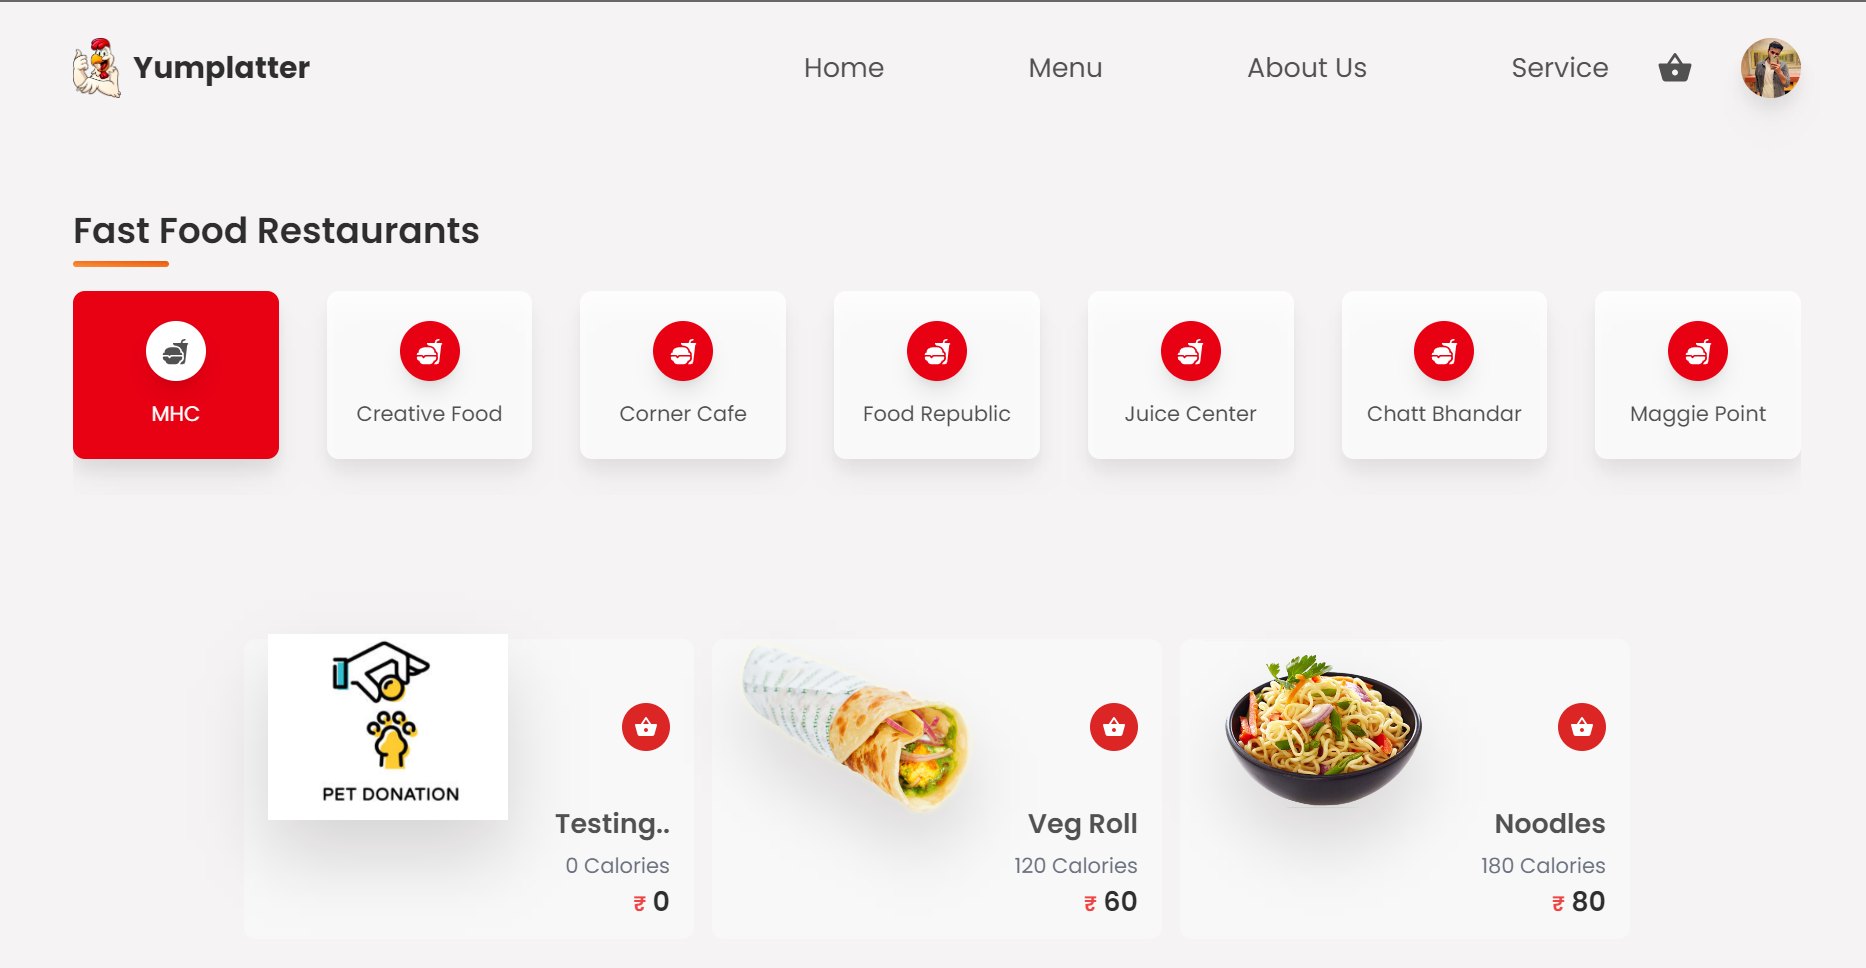 Yumplatter
Home
Menu
About Us
Service
Fast Food Restaurants
MHC
Creative Food
Corner Cafe
Food Republic
Juice Center
Chatt Bhandar
Maggie Point
PET DONATION
Testing..
0 Calories
₹ 0
Veg Roll
120 Calories
₹ 60
Noodles
180 Calories
₹ 80